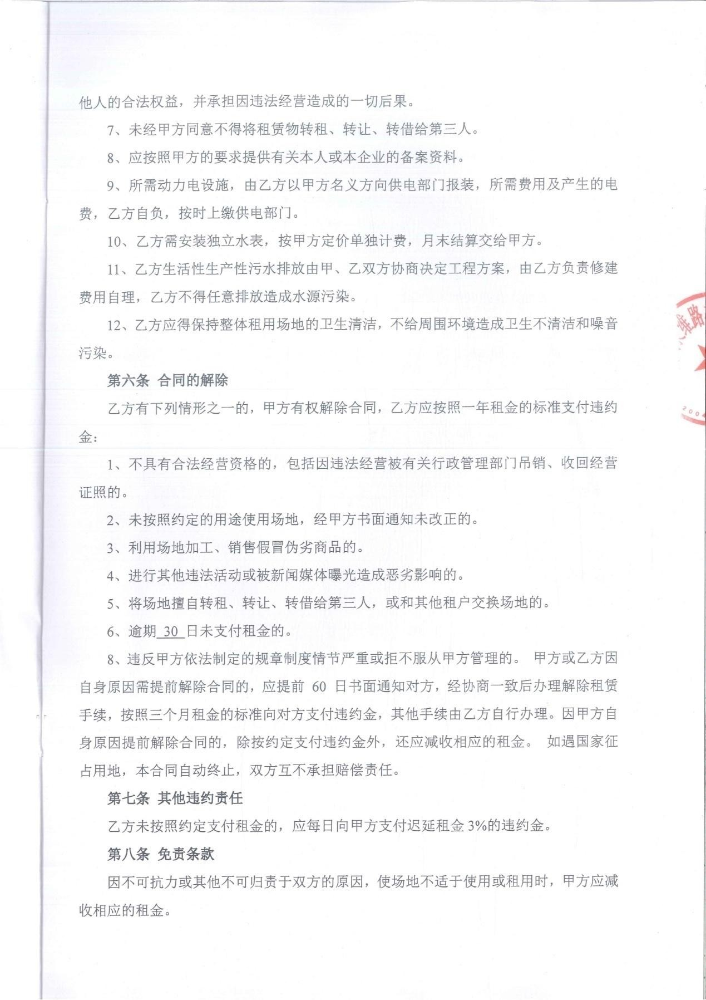 他人的合法权益，并承担因违法经营造成的一切后果。
7、未经甲方同意不得将租赁物转租、转让、转借给第三人。
8、应按照甲方的要求提供有关本人或本企业的备案资料。
9、所需动力电设施，由乙方以甲方名义方向供电部门报装，所需费用及产生的电
费，乙方自负，按时上缴供电部门。
10、乙方需安装独立水表，按甲方定价单独计费，月末结算交给甲方。
11、乙方生活性生产性污水排放由甲、乙双方协商决定工程方案，由乙方负责修建
费用自理，乙方不得任意排放造成水源污染。
12、乙方应得保持整体租用场地的卫生清洁，不给周围环境造成卫生不清洁和噪音
污染。
第六条 合同的解除
乙方有下列情形之一的，甲方有权解除合同，乙方应按照一年租金的标准支付违约
金：
1、不具有合法经营资格的，包括因违法经营被有关行政管理部门吊销、收回经营
证照的。
2、未按照约定的用途使用场地，经甲方书面通知未改正的。
3、利用场地加工、销售假冒伪劣商品的。
4、进行其他违法活动或被新闻媒体曝光造成恶劣影响的。
5、将场地擅自转租、转让、转借给第三人，或和其他租户交换场地的。
6、逾期 30 日未支付租金的。
8、违反甲方依法制定的规章制度情节严重或拒不服从甲方管理的。 甲方或乙方因
自身原因需提前解除合同的，应提前 60 日书面通知对方，经协商一致后办理解除租赁
手续，按照三个月租金的标准向对方支付违约金，其他手续由乙方自行办理。因甲方自
身原因提前解除合同的，除按约定支付违约金外，还应减收相应的租金。 如遇国家征
占用地，本合同自动终止，双方互不承担赔偿责任。
第七条 其他违约责任
乙方未按照约定支付租金的，应每日向甲方支付迟延租金 3%的违约金。
第八条 免责条款
因不可抗力或其他不可归责于双方的原因，使场地不适于使用或租用时，甲方应减
收相应的租金。
路
2004